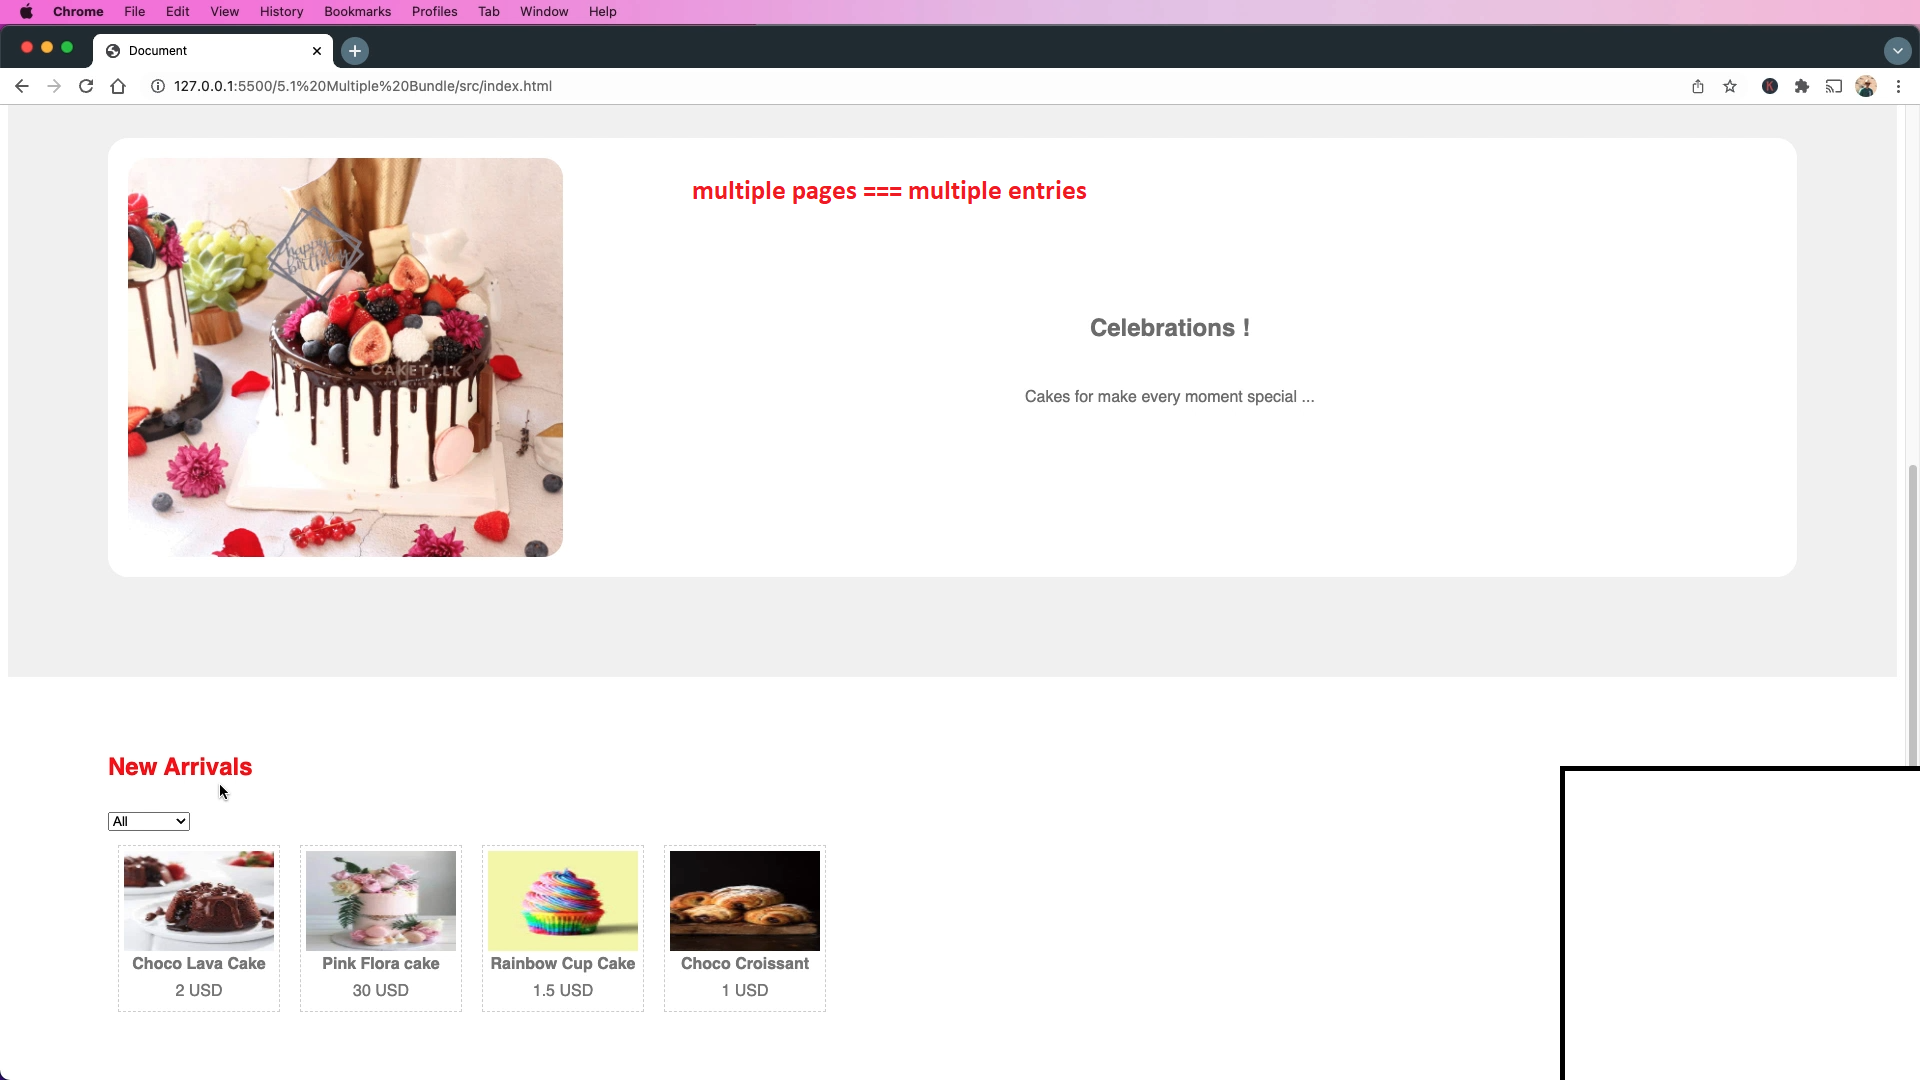 Chrome File Edit View History Bookmarks Profiles Tab Window Help
Document
127.0.0.1:5500/5.1%20Multiple%20Bundle/src/index.html
K
multiple pages === multiple entries
happy
birthday
CAKETALK
Celebrations !
Cakes for make every moment special ...
New Arrivals
All
Choco Lava Cake
2 USD
Pink Flora cake
30 USD
Rainbow Cup Cake
1.5 USD
Choco Croissant
1 USD